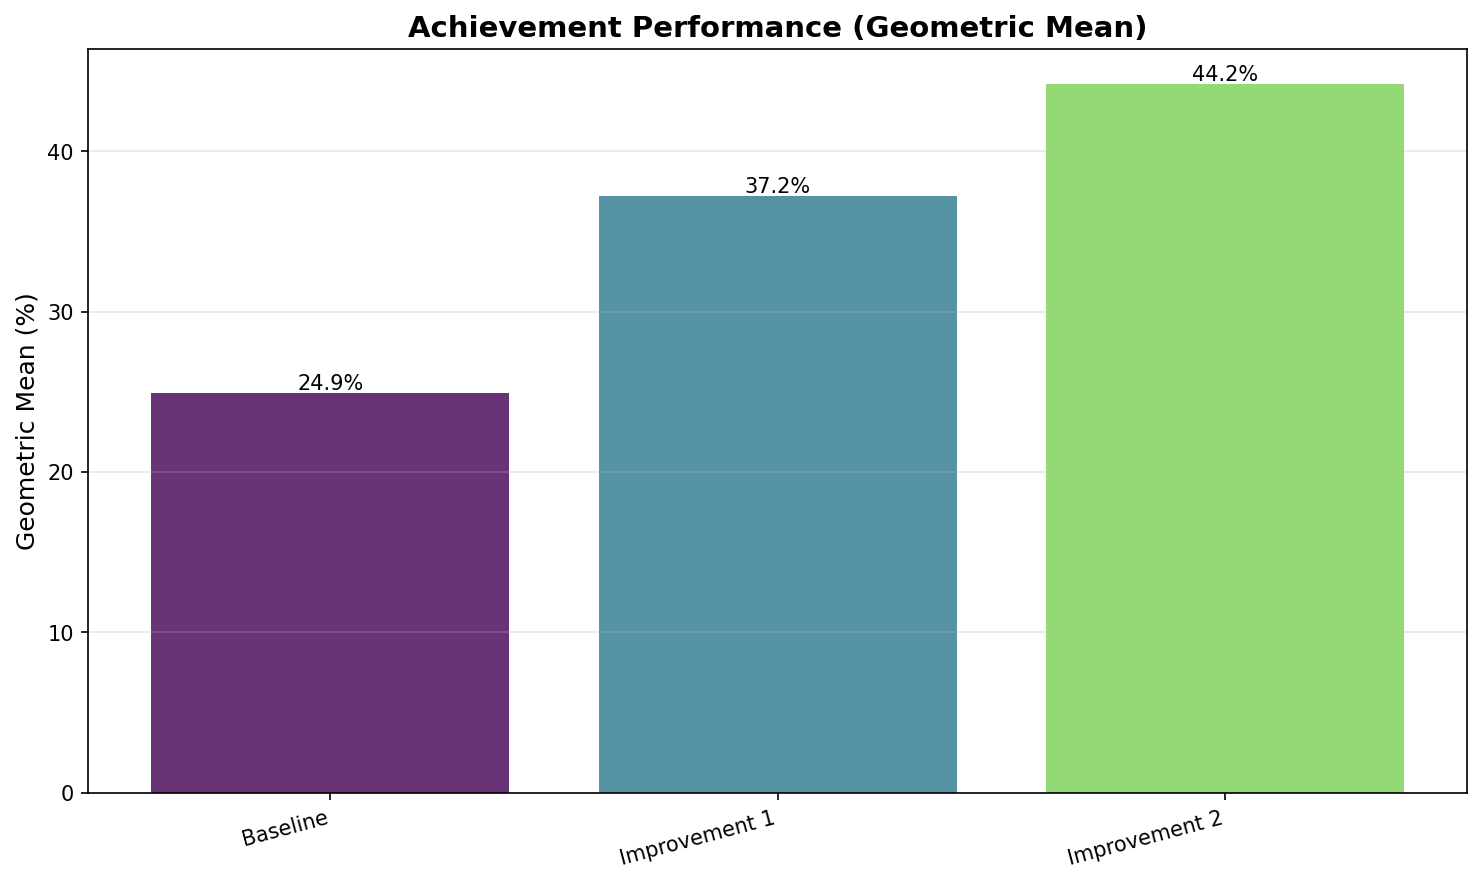 Achievement Performance (Geometric Mean)
Geometric Mean (%)
40
30
20
10
0
24.9%
37.2%
44.2%
Baseline
Improvement 1
Improvement 2